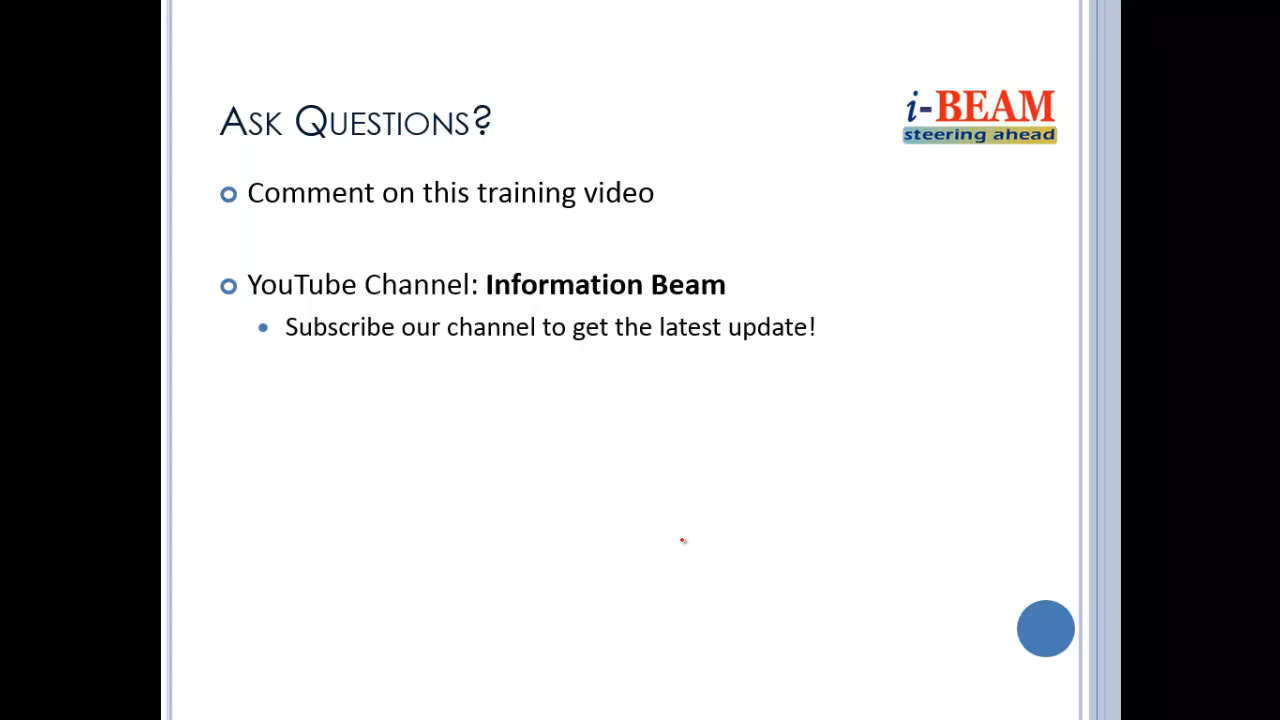 Ask Questions?
i-BEAM
steering ahead
Comment on this training video
YouTube Channel: Information Beam
Subscribe our channel to get the latest update!